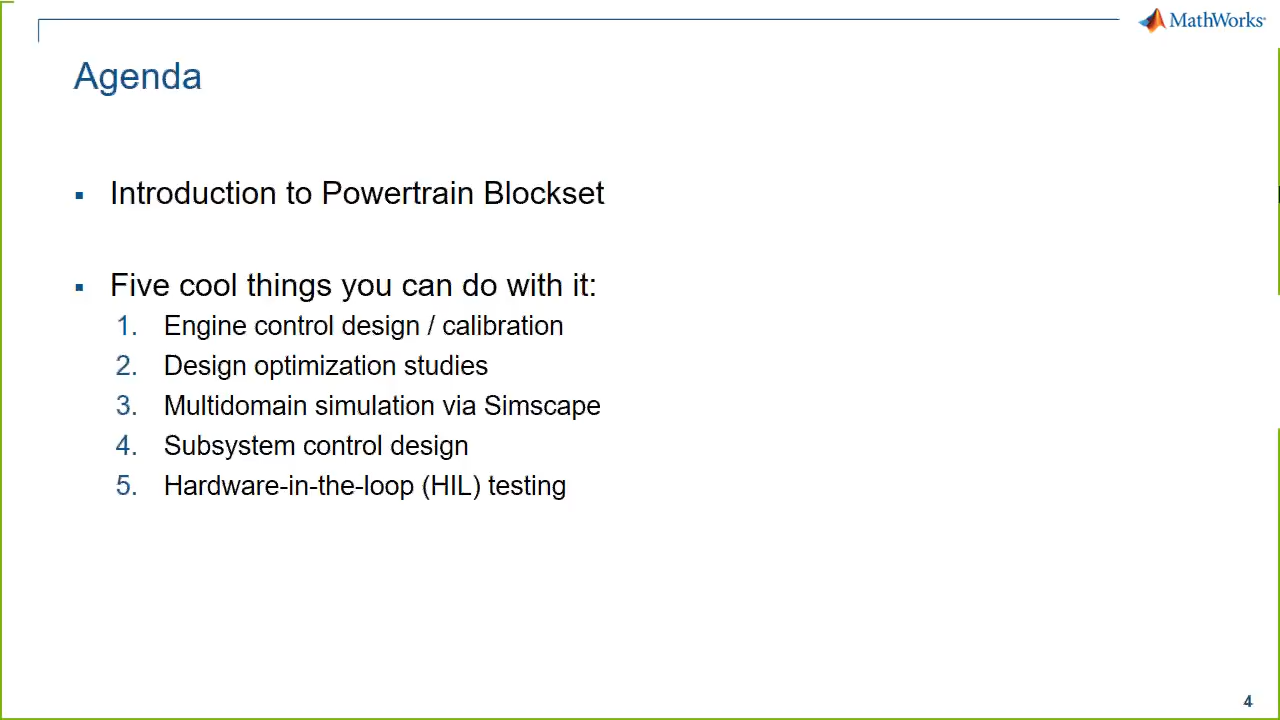 MathWorks
Agenda
▪ Introduction to Powertrain Blockset
▪ Five cool things you can do with it:
1. Engine control design / calibration
2. Design optimization studies
3. Multidomain simulation via Simscape
4. Subsystem control design
5. Hardware-in-the-loop (HIL) testing
4